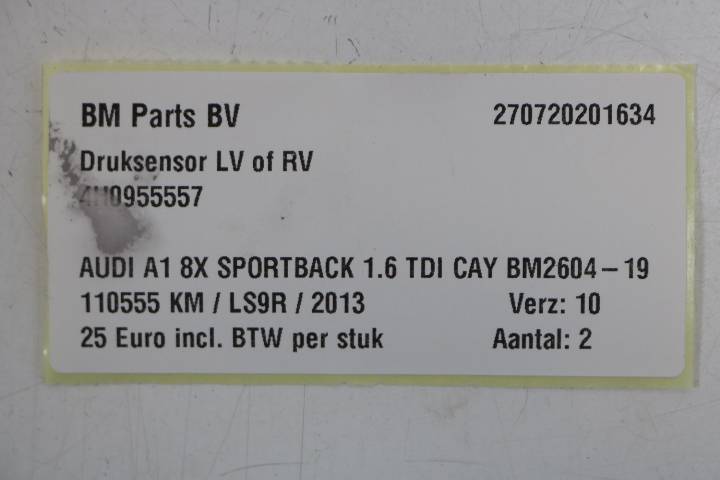 BM Parts BV 270720201634
Druksensor LV of RV
4H0955557
AUDI A1 8X SPORTBACK 1.6 TDI CAY BM2604-19
110555 KM / LS9R / 2013 Verz: 10
25 Euro incl. BTW per stuk Aantal: 2